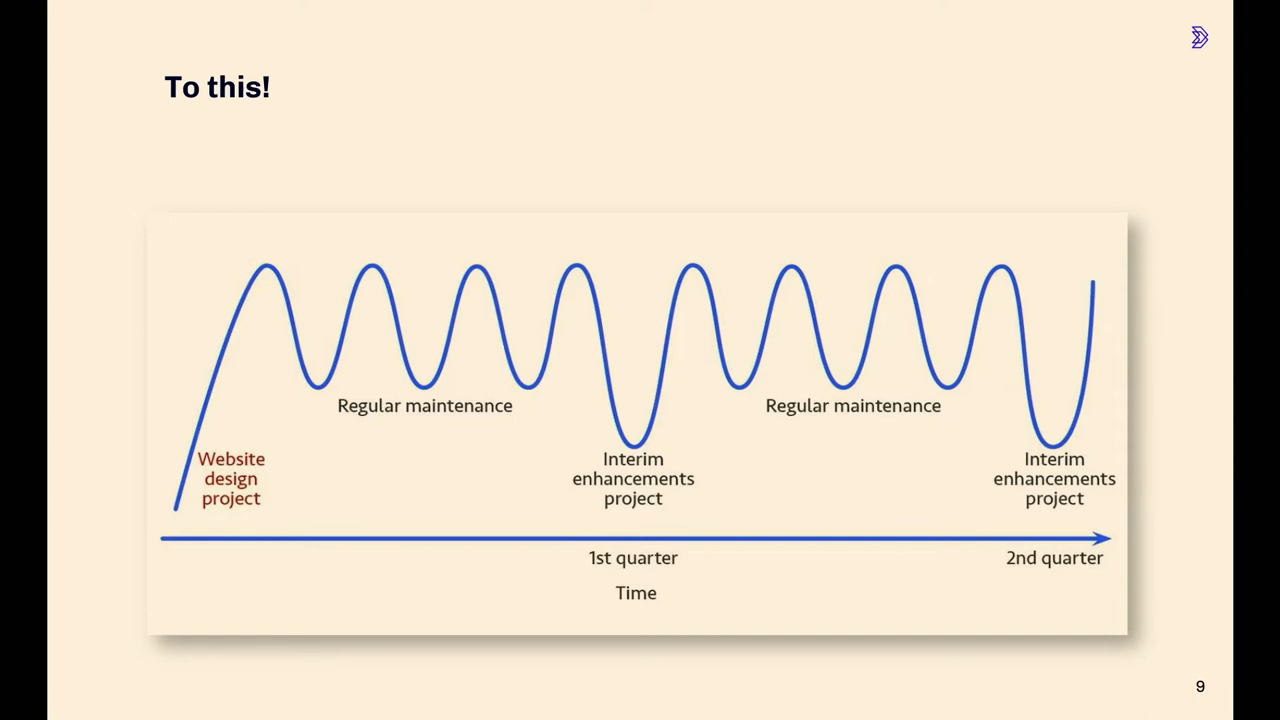 To this!
Regular maintenance
Regular maintenance
Website
design
project
Interim
enhancements
project
Interim
enhancements
project
1st quarter
2nd quarter
Time
9